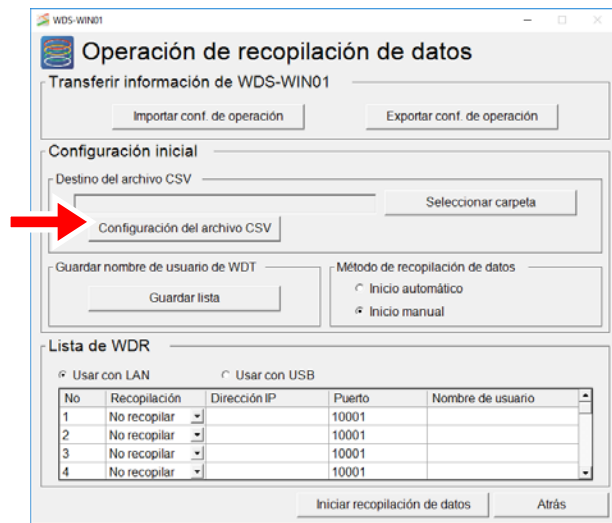 WDS-WIN01
Operación de recopilación de datos
Transferir información de WDS-WIN01
Importar conf. de operación Exportar conf. de operación
Configuración inicial
Destino del archivo CSV
Seleccionar carpeta
Configuración del archivo CSV
Guardar nombre de usuario de WDT Método de recopilación de datos
Guardar lista
Inicio automático
Inicio manual
Lista de WDR
Usar con LAN Usar con USB
No Recopilación Dirección IP Puerto Nombre de usuario
1 No recopilar 10001
2 No recopilar 10001
3 No recopilar 10001
4 No recopilar 10001
Iniciar recopilación de datos Atrás